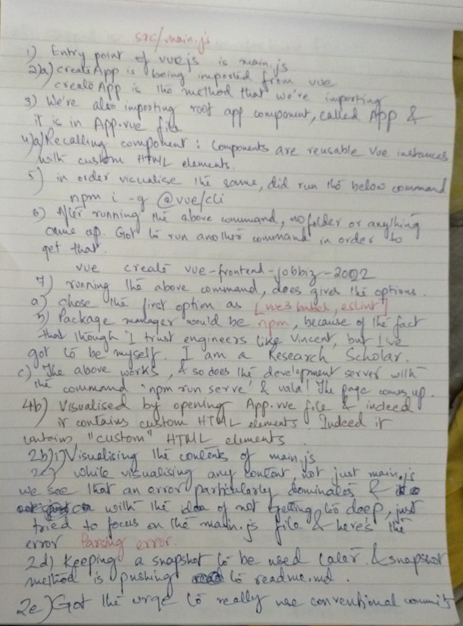 src/main.js
1) Entry point of vuejs is main.js
2a) createApp is being imported from vue
createApp is the method that we're importing
3) We're also importing root app component, called App &
it is in App.vue file
4)a) Recalling component: Components are reusable Vue instances
with custom HTML elements.
5) in order visualise the same, did run the below command
npm i -g @vue/cli
6) After running the above command, no folder or anything
came up. Got to run another command in order to
get that.
vue create vue-frontend-jobbiz-2022
7) running the above command, does gives the options.
a) chose the first option as [vue3 babel, eslint]
b) Package manager would be npm, because of the fact
that though I trust engineers like Vincent, but I've
got to be myself. I am a Research Scholar.
c) The above works, & so does the development server with
the command 'npm run serve' & voila! The page comes up.
4b) Visualised by opening App.vue file & indeed
it contains custom HTML elements Indeed it
contains "custom" HTML elements
2b) Visualising the contents of main.js
2c) while visualising any content not just main.js
we see that an error particularly dominates &
with the idea of not getting to deep, just
tried to focus on the main.js file & here's the
error Parsing error.
2d) Keeping a snapshot to be used later. & snapshot
method is pushing to readme.md.
2e) Got the urge to really use conventional commits